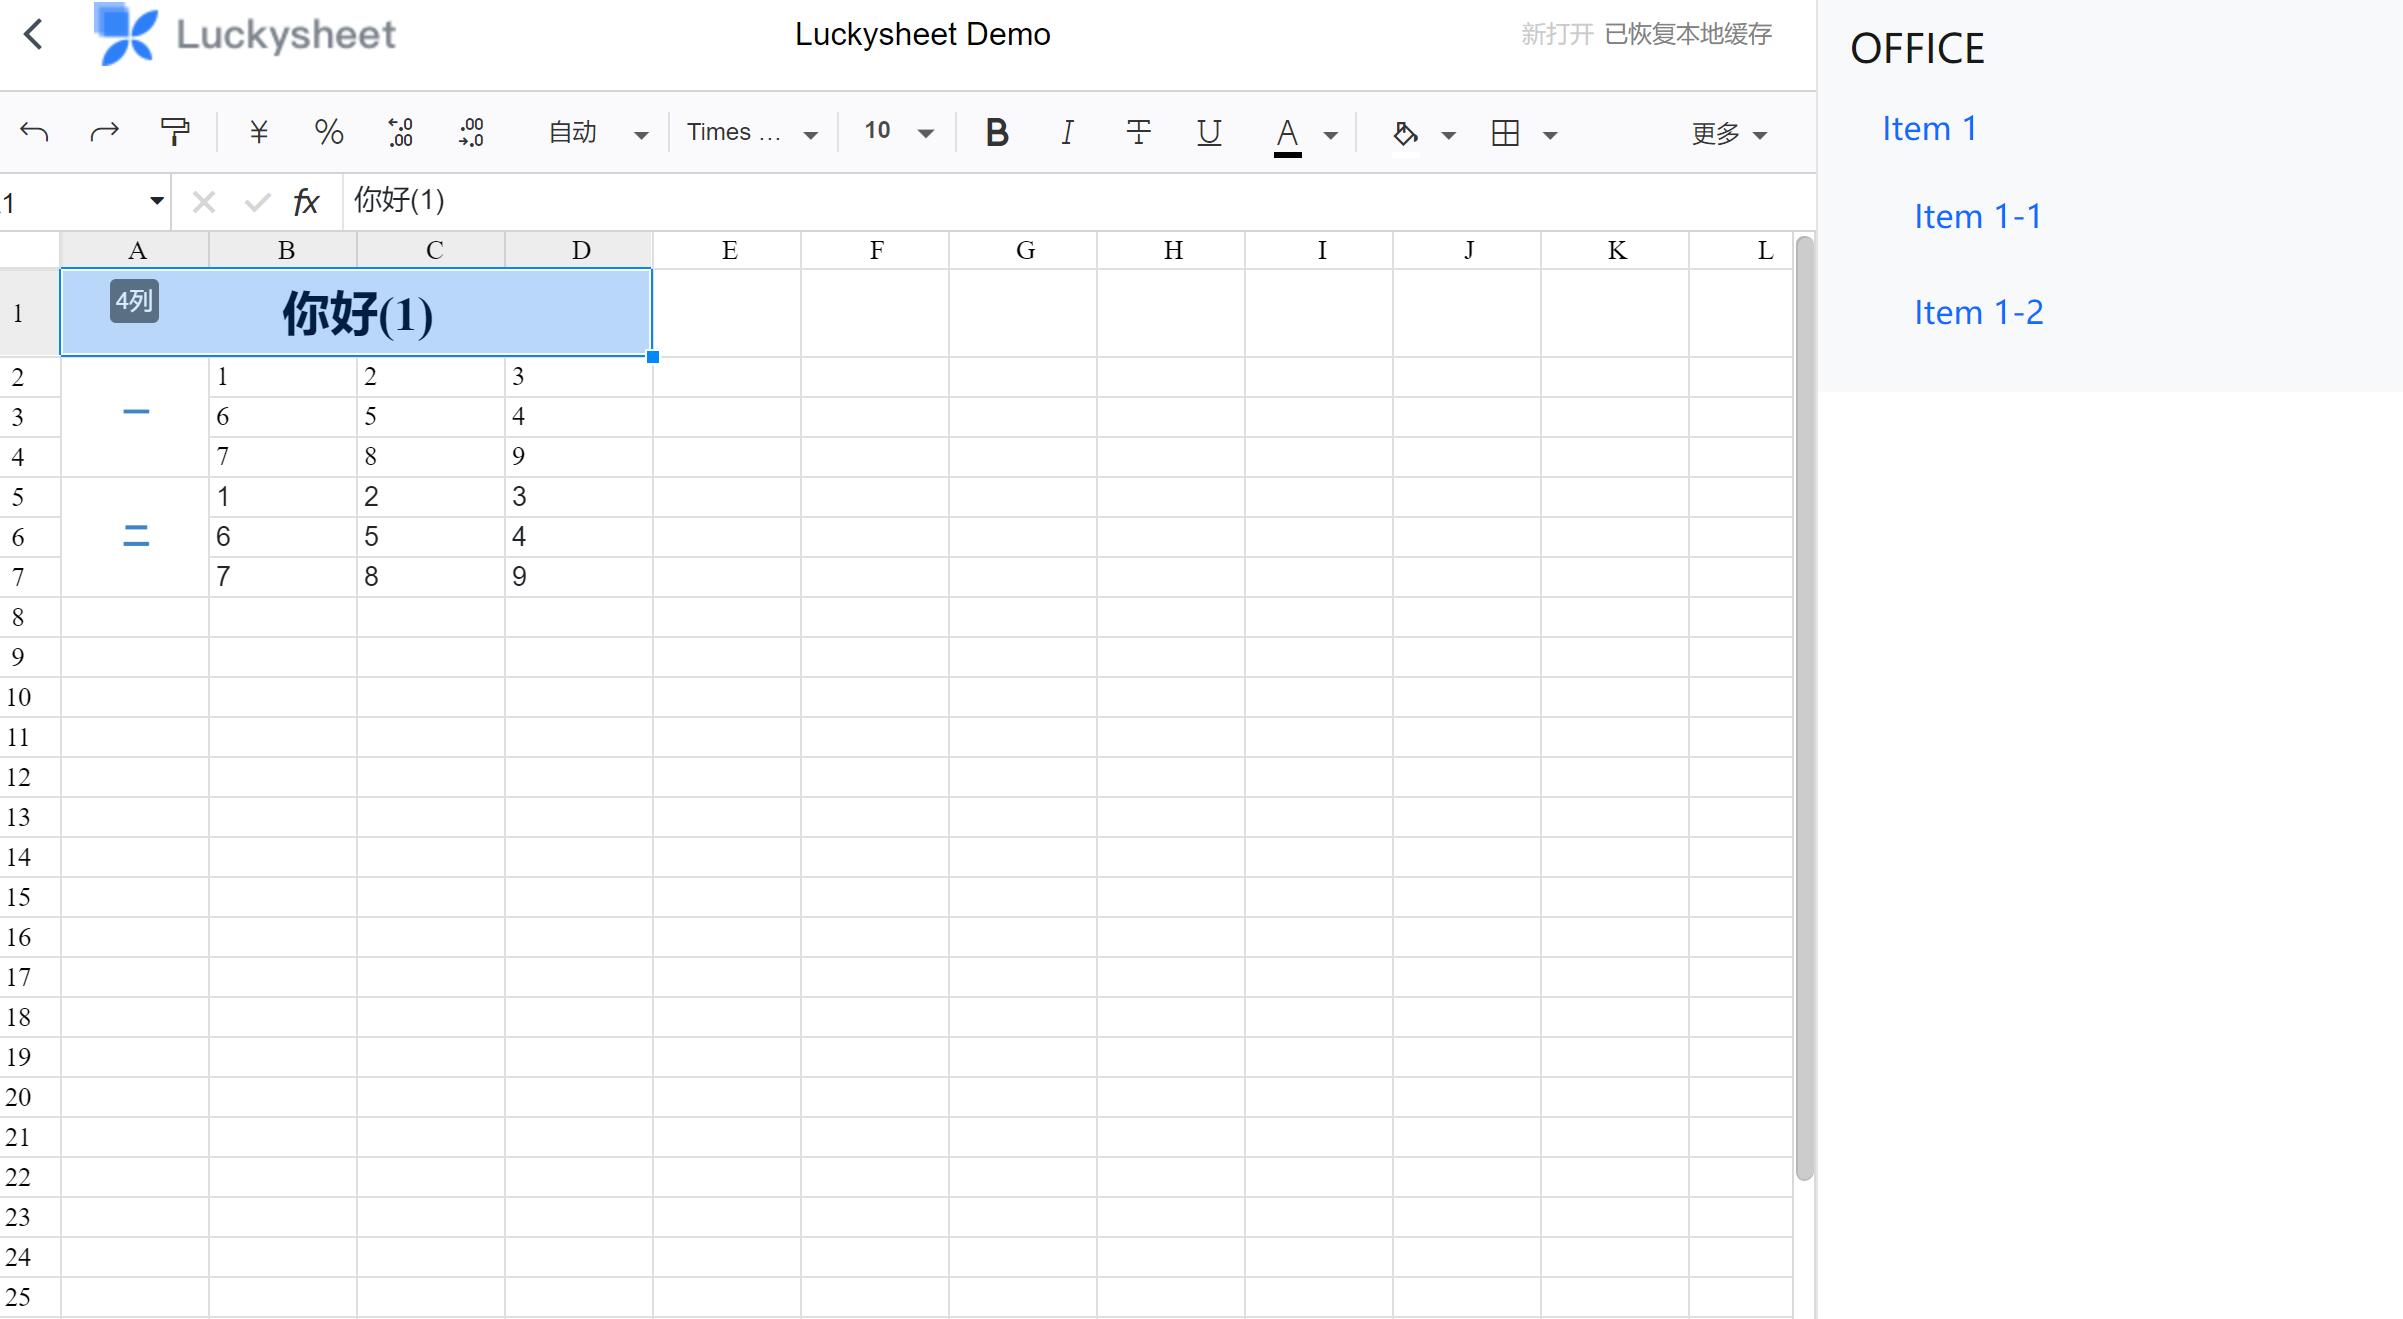 Luckysheet
Luckysheet Demo
新打开 已恢复本地缓存
OFFICE
Item 1
Item 1-1
Item 1-2
¥ % .0 .00 .00 .0 自动 Times ... 10 B I T U A 更多
1 fx 你好(1)
A B C D E F G H I J K L
1 4列 你好(1)
2 1 2 3
3 一 6 5 4
4 7 8 9
5 1 2 3
6 二 6 5 4
7 7 8 9
8
9
10
11
12
13
14
15
16
17
18
19
20
21
22
23
24
25